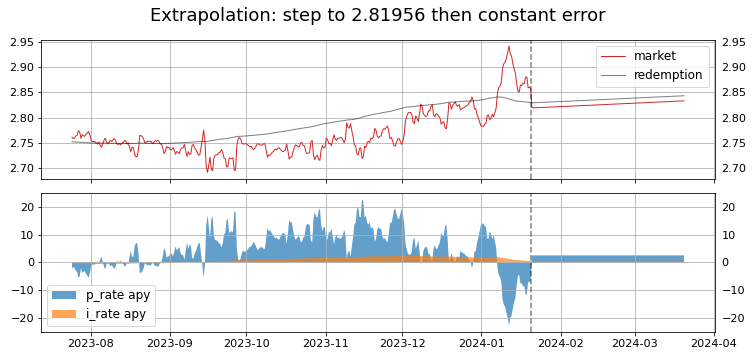 Extrapolation: step to 2.81956 then constant error
2.95 2.95
2.90 2.90
2.85 2.85
2.80 2.80
2.75 2.75
2.70 2.70
market
redemption
20 20
10 10
0 0
−10 −10
−20 −20
p_rate apy
i_rate apy
2023-08 2023-09 2023-10 2023-11 2023-12 2024-01 2024-02 2024-03 2024-04